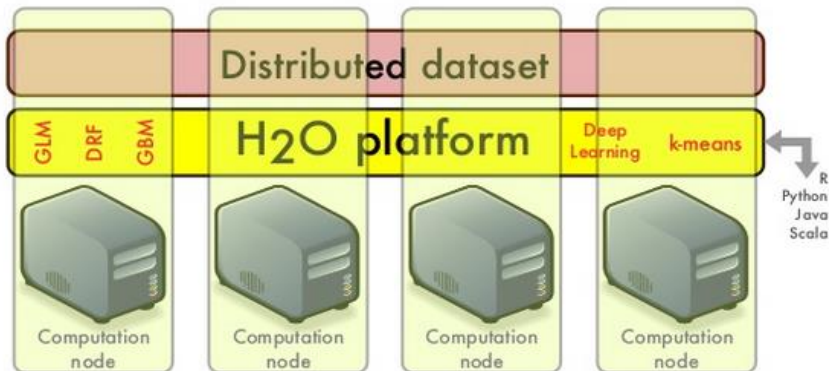 Distributed dataset
GLM
DRF
GBM
H2O platform
Deep
Learning
k-means
R
Python
Java
Scala
Computation
node
Computation
node
Computation
node
Computation
node